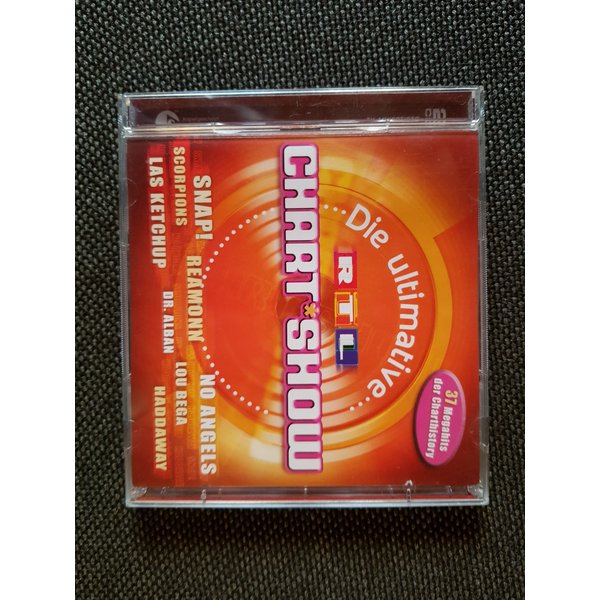 Die ultimative
RTL
CHART*SHOW
37 Megahits
der Charthistory
SNAP! REAMONN NO ANGELS
SCORPIONS DR. ALBAN LOU BEGA
LAS KETCHUP HADDAWAY